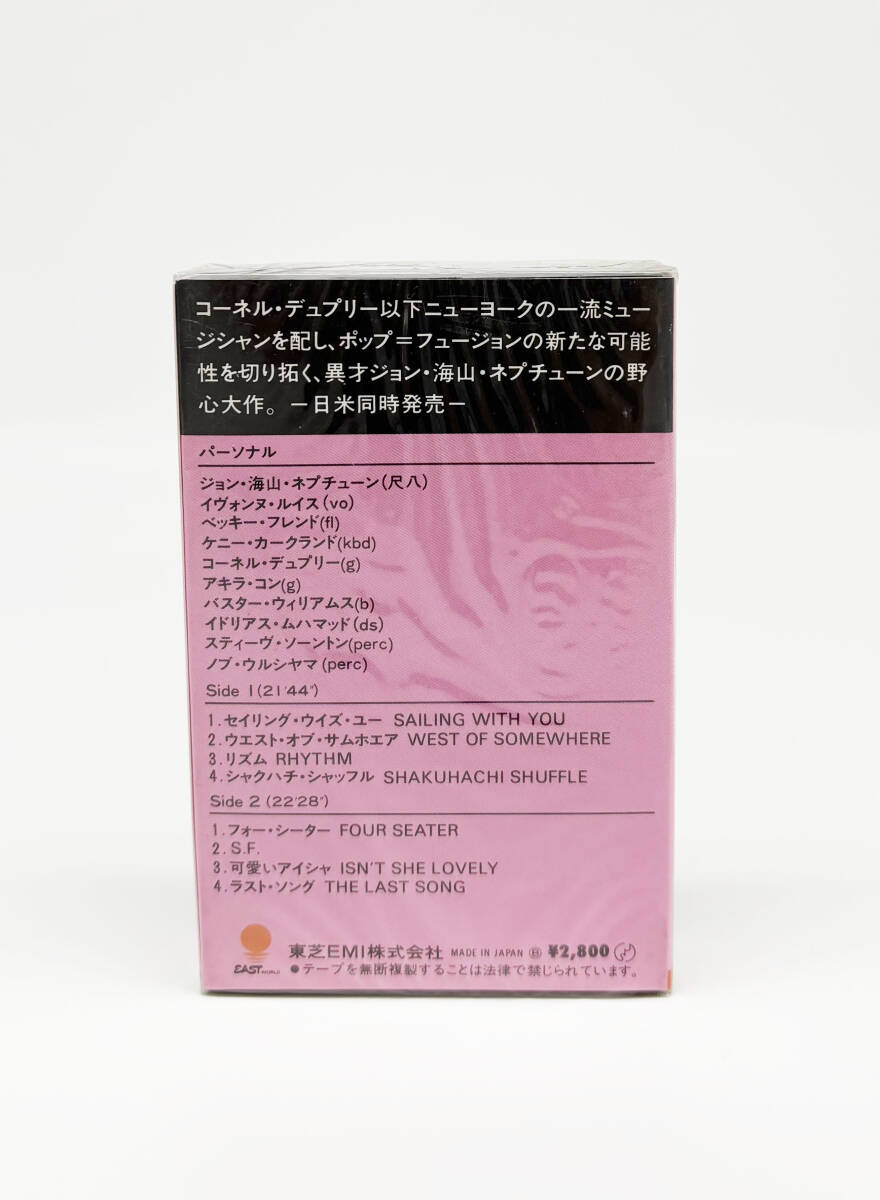 コーネル・デュプリー以下ニューヨークの一流ミュー
ジシャンを配し、ポップ＝フュージョンの新たな可能
性を切り拓く、異才ジョン・海山・ネプチューンの野
心大作。 ー日米同時発売ー
パーソナル
ジョン・海山・ネプチューン(尺八)
イヴォンヌ・ルイス(vo)
ベッキー・フレンド(fl)
ケニー・カークランド(kbd)
コーネル・デュプリー(g)
アキラ・コン(g)
バスター・ウィリアムス(b)
イドリアス・ムハマッド(ds)
スティーヴ・ソーントン(perc)
ノブ・ウルシヤマ(perc)
Side 1(21'44")
1.セイリング・ウイズ・ユー SAILING WITH YOU
2.ウエスト・オブ・サムホエア WEST OF SOMEWHERE
3.リズム RHYTHM
4.シャクハチ・シャッフル SHAKUHACHI SHUFFLE
Side 2 (22'28")
1.フォー・シーター FOUR SEATER
2.S.F.
3.可愛いアイシャ ISN'T SHE LOVELY
4.ラスト・ソング THE LAST SONG
EAST WORLD
東芝EMI株式会社 MADE IN JAPAN Ⓑ ¥2,800
●テープを無断複製することは法律で禁じられています。